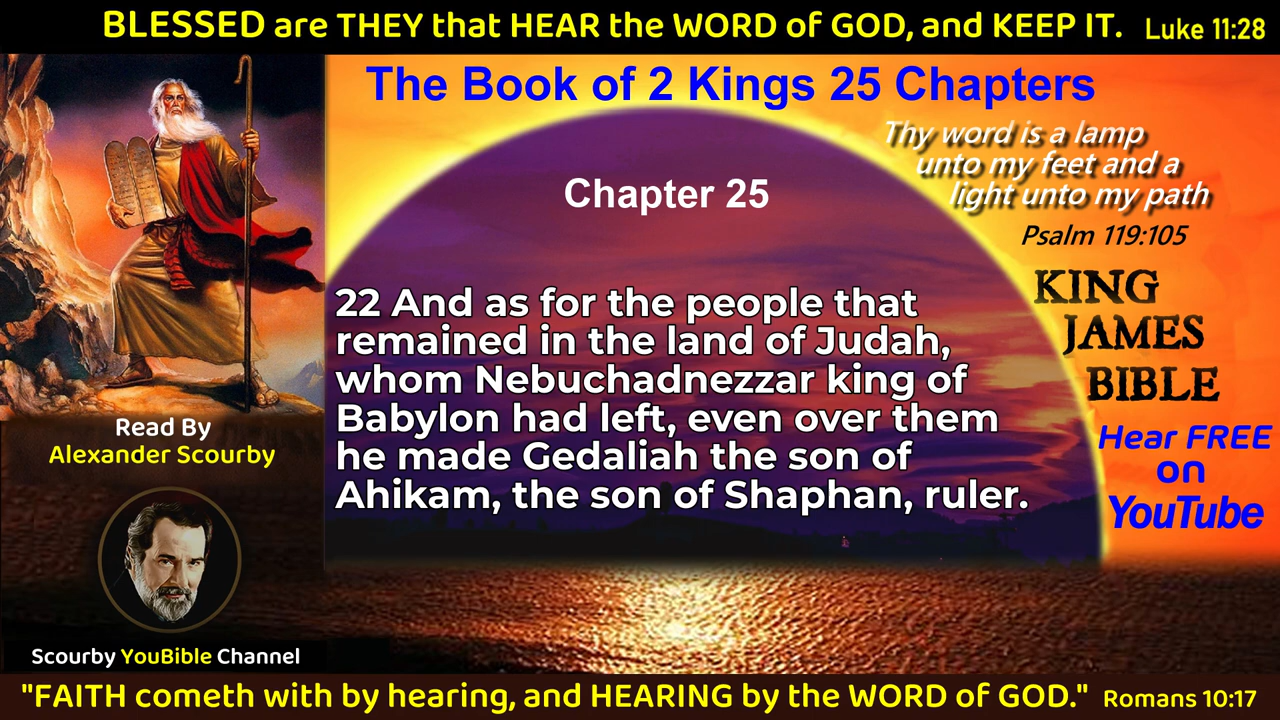 BLESSED are THEY that HEAR the WORD of GOD, and KEEP IT. Luke 11:28
The Book of 2 Kings 25 Chapters
Thy word is a lamp
unto my feet and a
light unto my path
Psalm 119:105
Chapter 25
KING
JAMES
BIBLE
22 And as for the people that
remained in the land of Judah,
whom Nebuchadnezzar king of
Babylon had left, even over them
he made Gedaliah the son of
Ahikam, the son of Shaphan, ruler.
Hear FREE
on
YouTube
Read By
Alexander Scourby
Scourby YouBible Channel
"FAITH cometh with by hearing, and HEARING by the WORD of GOD." Romans 10:17